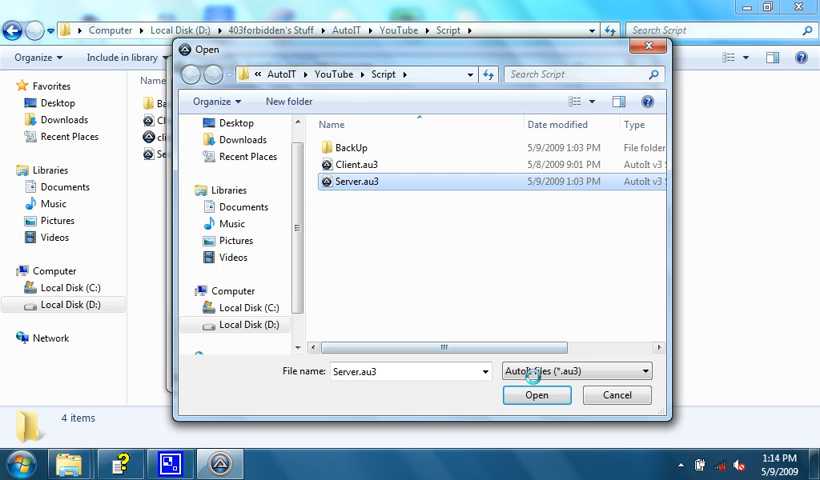 Computer
Local Disk (D:)
403forbidden's Stuff
AutoIT
YouTube
Script
Search Script
Organize
Include in library
Open
AutoIT
YouTube
Script
Search Script
Organize
New folder
Favorites
Desktop
Downloads
Recent Places
Libraries
Documents
Music
Pictures
Videos
Computer
Local Disk (C:)
Local Disk (D:)
Network
Name
Desktop
Downloads
Recent Places
Libraries
Documents
Music
Pictures
Videos
Computer
Local Disk (C:)
Local Disk (D:)
Name Date modified Type
BackUp 5/9/2009 1:03 PM File folder
Client.au3 5/8/2009 9:01 PM AutoIt v3
Server.au3 5/9/2009 1:03 PM AutoIt v3
File name: Server.au3
AutoIt files (*.au3)
Open Cancel
4 items
1:14 PM
5/9/2009